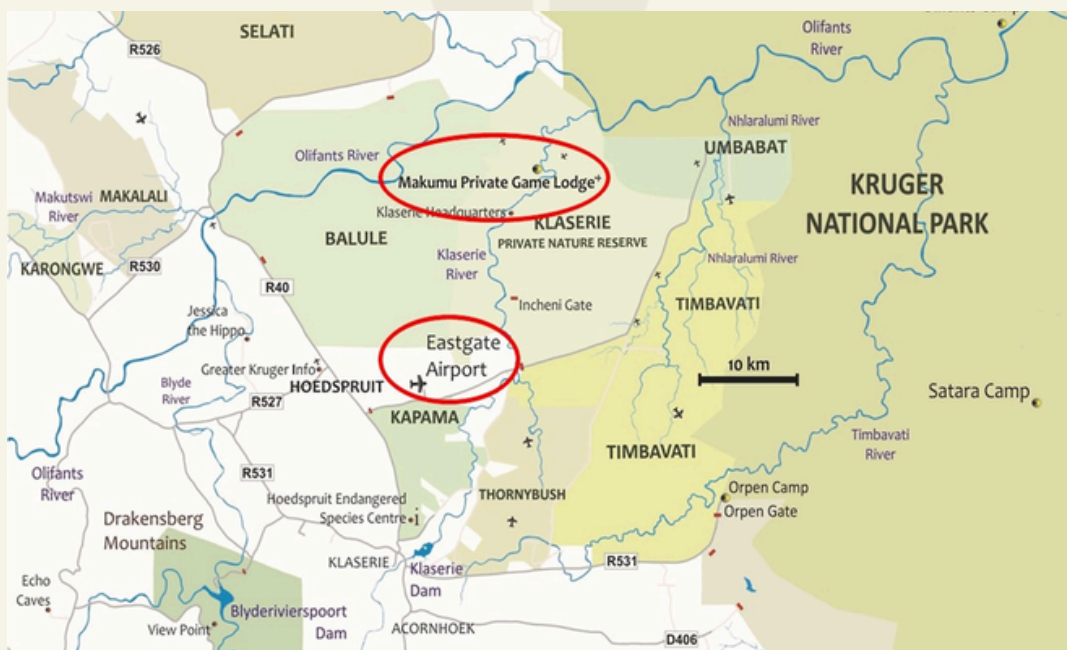 SELATI
R526
Olifants
River
Olifants River
Nhlaralumi River
UMBABAT
Makumu Private Game Lodge
KRUGER
NATIONAL PARK
Makutswi
River
MAKALALI
Klaserie Headquarters
KLASERIE
PRIVATE NATURE RESERVE
BALULE
Klaserie
River
Nhlaralumi River
KARONGWE
R530
R40
Incheni Gate
TIMBAVATI
Jessica
the Hippo
Eastgate
Airport
10 km
Greater Kruger Info
HOEDSPRUIT
Blyde
River
R527
KAPAMA
Satara Camp
Timbavati
River
TIMBAVATI
Olifants
River
R531
Hoedspruit Endangered
Species Centre
i
THORNYBUSH
Orpen Camp
Orpen Gate
Drakensberg
Mountains
KLASERIE
Klaserie
Dam
R531
Echo
Caves
Blyderivierspoort
Dam
View Point
ACORNHOEK
D406